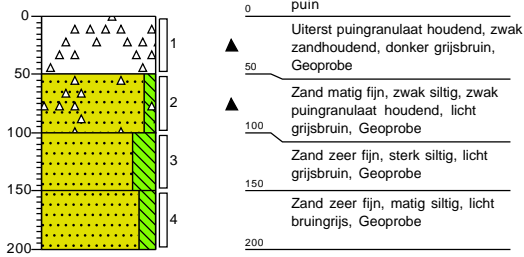 0
50
100
150
200
1
2
3
4
puin
0
Uiterst puingranulaat houdend, zwak
zandhoudend, donker grijsbruin,
Geoprobe
50
Zand matig fijn, zwak siltig, zwak
puingranulaat houdend, licht
grijsbruin, Geoprobe
100
Zand zeer fijn, sterk siltig, licht
grijsbruin, Geoprobe
150
Zand zeer fijn, matig siltig, licht
bruingrijs, Geoprobe
200